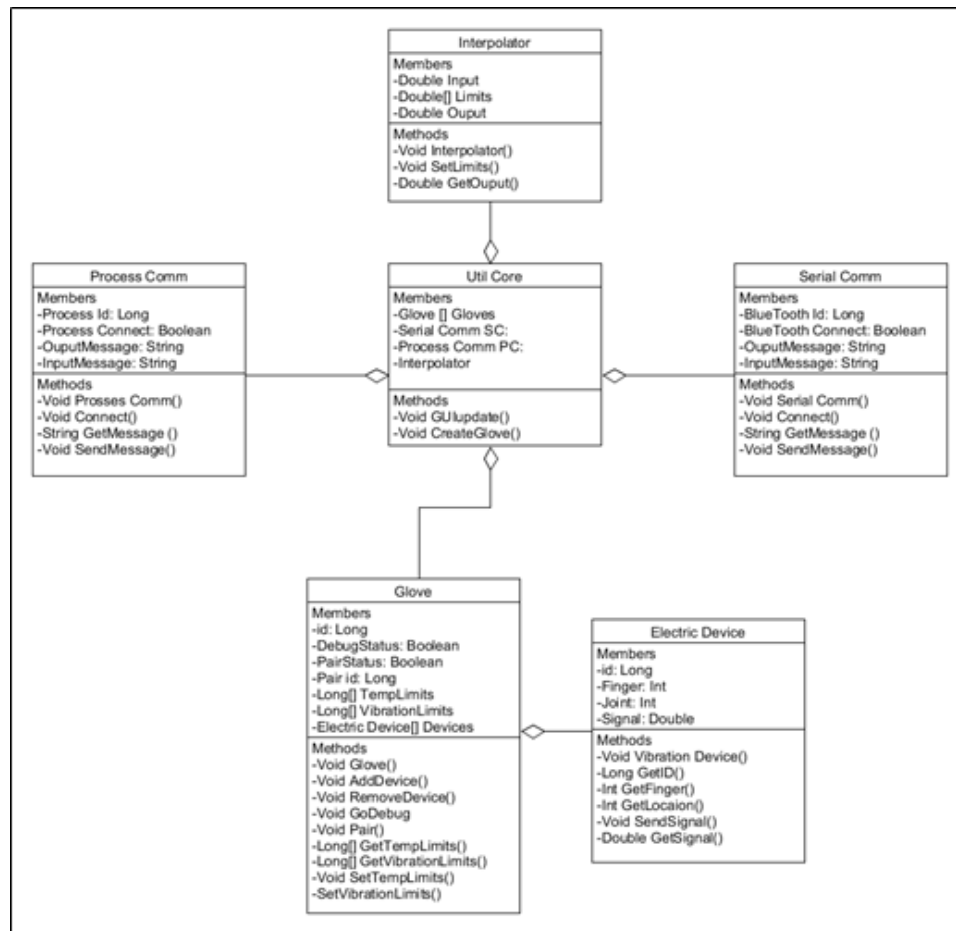 Interpolator
Members
-Double Input
-Double[] Limits
-Double Ouput
Methods
-Void Interpolator()
-Void SetLimits()
-Double GetOuput()
Process Comm
Members
-Process Id: Long
-Process Connect: Boolean
-OuputMessage: String
-InputMessage: String
Methods
-Void Prosses Comm()
-Void Connect()
-String GetMessage ()
-Void SendMessage()
Util Core
Members
-Glove [] Gloves
-Serial Comm SC:
-Process Comm PC:
-Interpolator
Methods
-Void GUIupdate()
-Void CreateGlove()
Serial Comm
Members
-BlueTooth Id: Long
-BlueTooth Connect: Boolean
-OuputMessage: String
-InputMessage: String
Methods
-Void Serial Comm()
-Void Connect()
-String GetMessage ()
-Void SendMessage()
Glove
Members
-id: Long
-DebugStatus: Boolean
-PairStatus: Boolean
-Pair id: Long
-Long[] TempLimits
-Long[] VibrationLimits
-Electric Device[] Devices
Methods
-Void Glove()
-Void AddDevice()
-Void RemoveDevice()
-Void GoDebug
-Void Pair()
-Long[] GetTempLimits()
-Long[] GetVibrationLimits()
-Void SetTempLimits()
-SetVibrationLimits()
Electric Device
Members
-id: Long
-Finger: Int
-Joint: Int
-Signal: Double
Methods
-Void Vibration Device()
-Long GetID()
-Int GetFinger()
-Int GetLocaion()
-Void SendSignal()
-Double GetSignal()